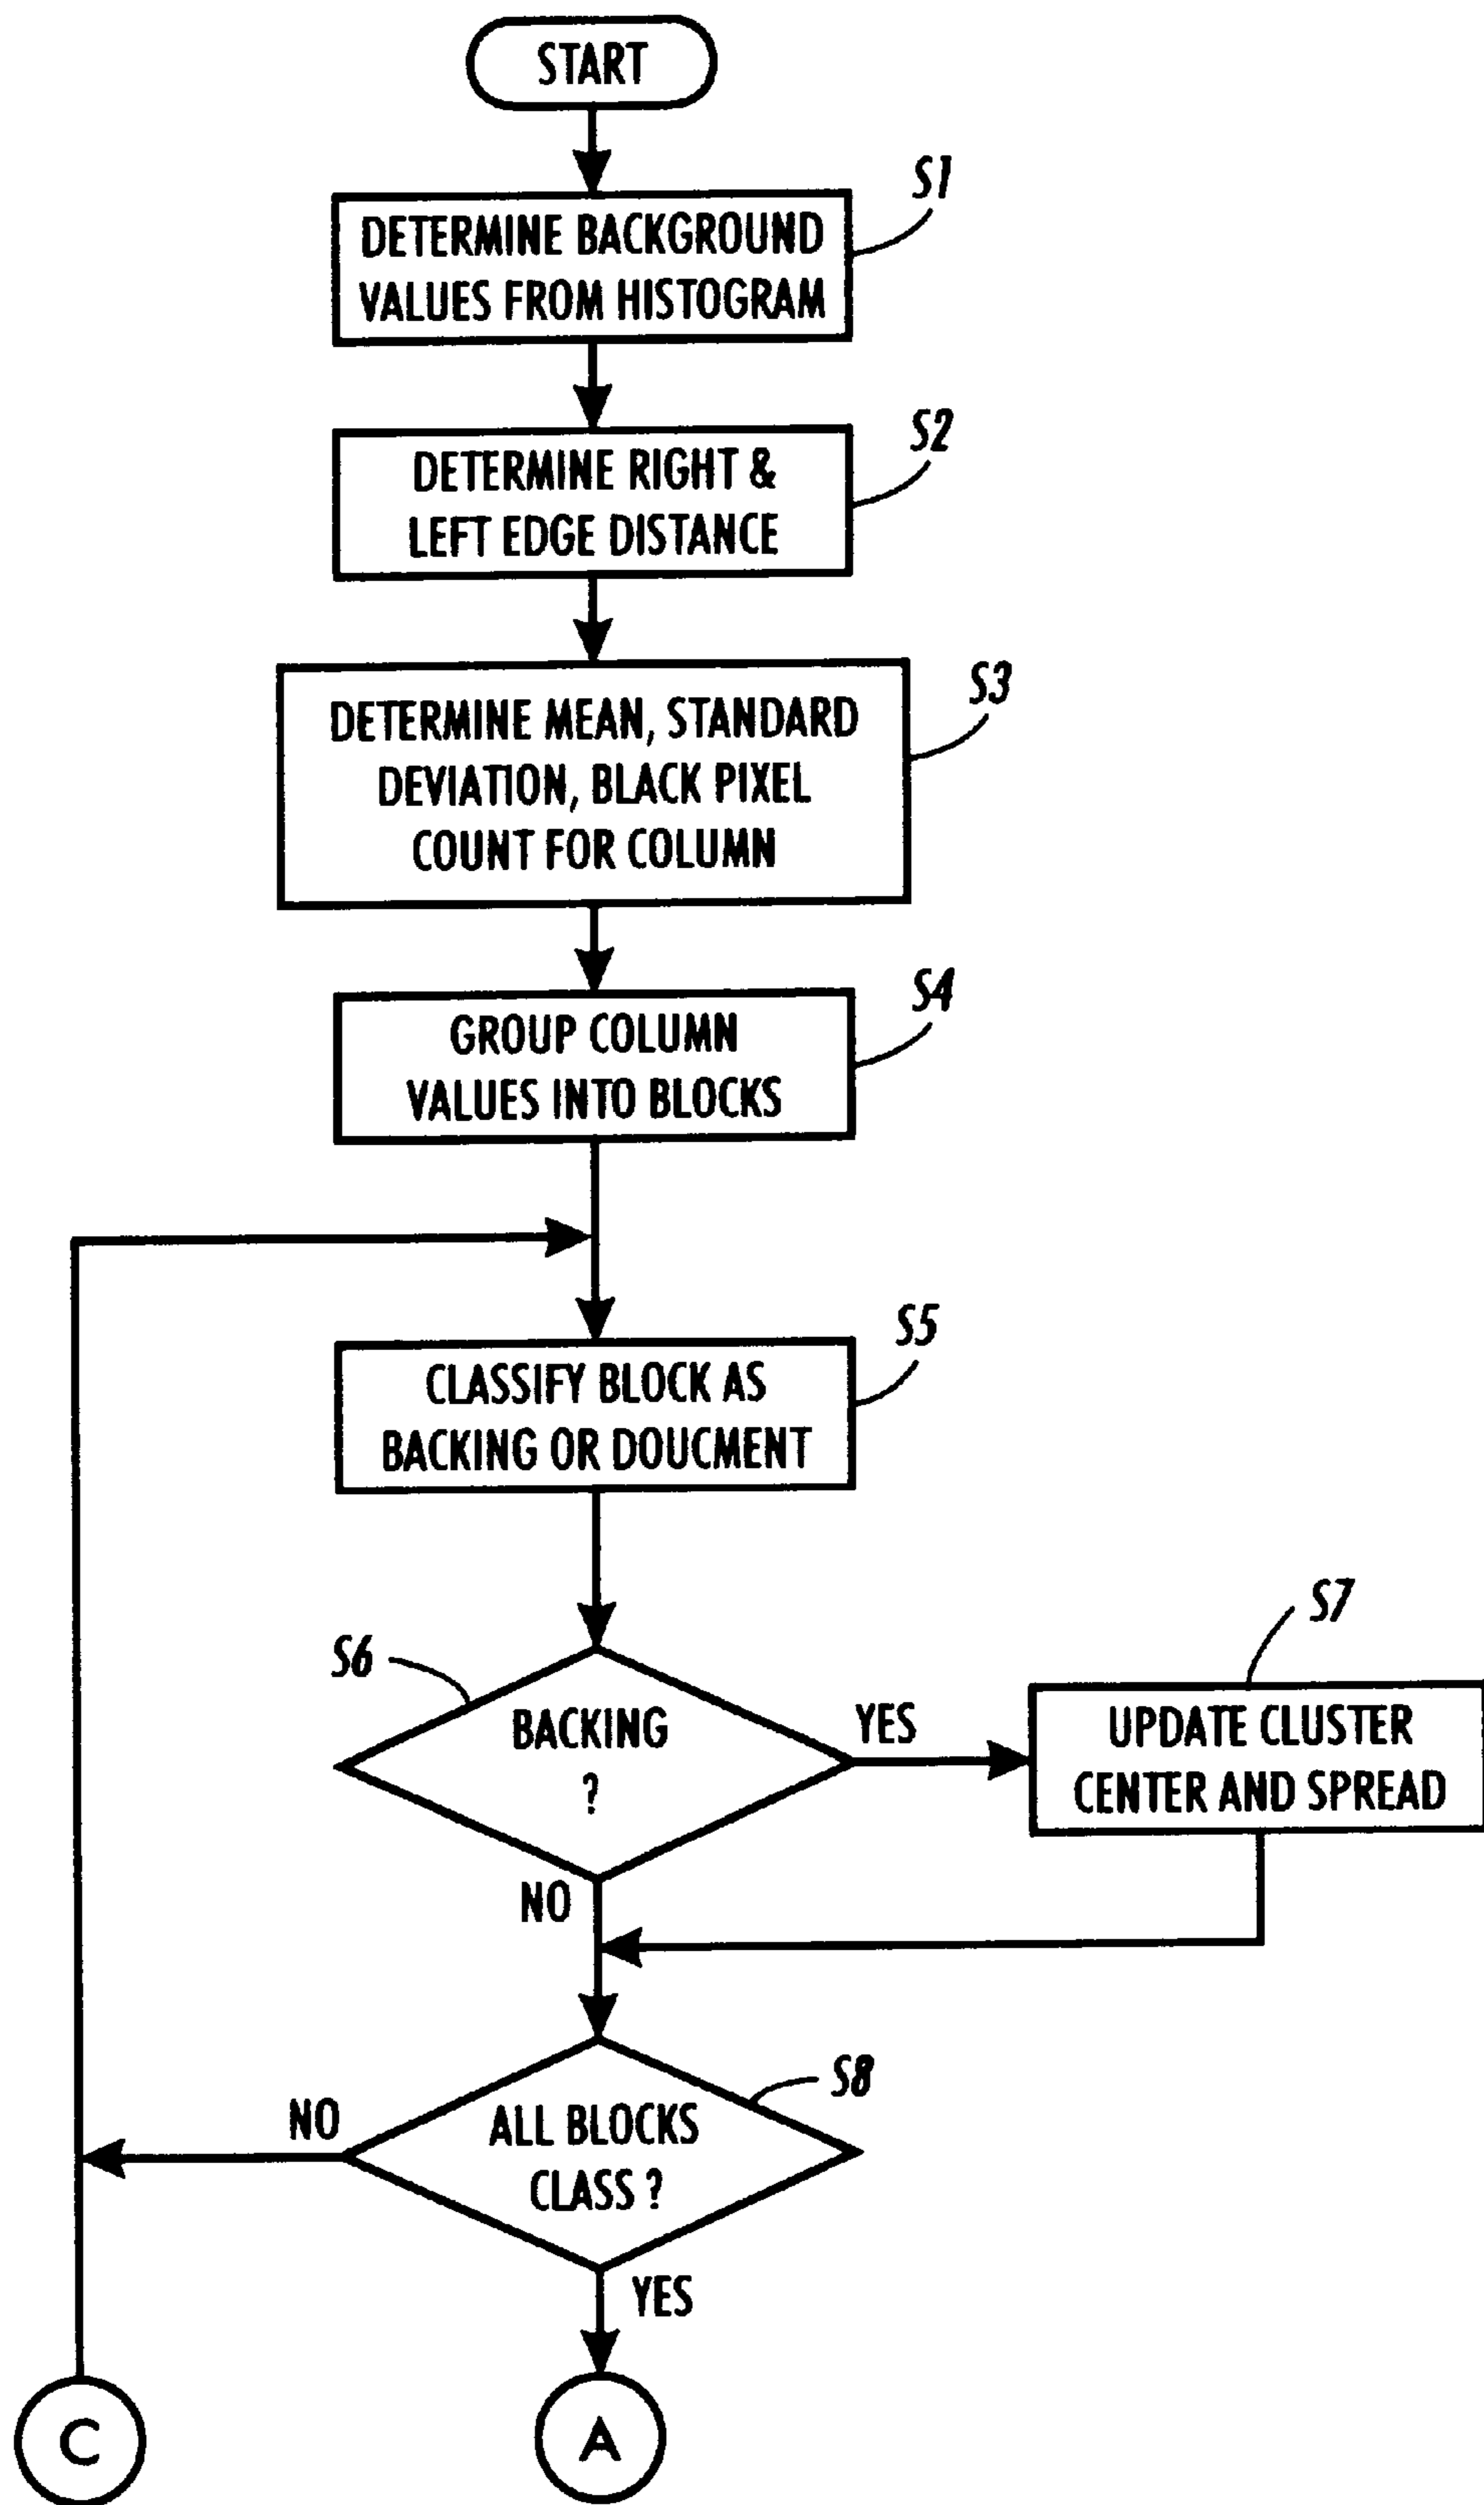 START
S1
DETERMINE BACKGROUND
VALUES FROM HISTOGRAM
S2
DETERMINE RIGHT &
LEFT EDGE DISTANCE
S3
DETERMINE MEAN, STANDARD
DEVIATION, BLACK PIXEL
COUNT FOR COLUMN
S4
GROUP COLUMN
VALUES INTO BLOCKS
S5
CLASSIFY BLOCK AS
BACKING OR DOUCMENT
S6
BACKING
?
YES
S7
UPDATE CLUSTER
CENTER AND SPREAD
NO
S8
ALL BLOCKS
CLASS ?
NO
YES
C
A